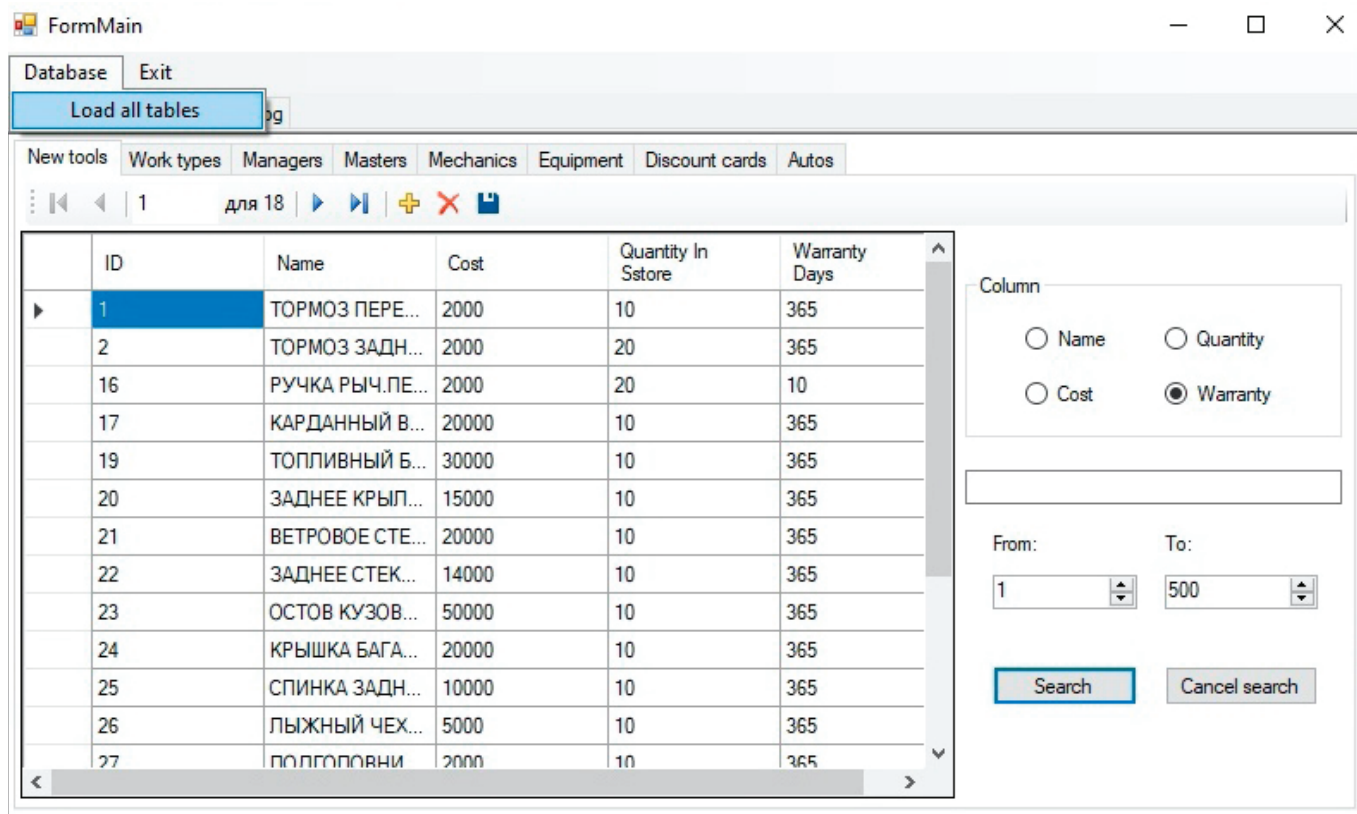 FormMain
Database Exit
Load all tables
New tools Work types Managers Masters Mechanics Equipment Discount cards Autos
1 для 18
ID Name Cost Quantity In Sstore Warranty Days
1 ТОРМОЗ ПЕРЕ... 2000 10 365
2 ТОРМОЗ ЗАДН... 2000 20 365
16 РУЧКА РЫЧ.ПЕ... 2000 20 10
17 КАРДАННЫЙ В... 20000 10 365
19 ТОПЛИВНЫЙ Б... 30000 10 365
20 ЗАДНЕЕ КРЫЛ... 15000 10 365
21 ВЕТРОВОЕ СТЕ... 20000 10 365
22 ЗАДНЕЕ СТЕК... 14000 10 365
23 ОСТОВ КУЗОВ... 50000 10 365
24 КРЫШКА БАГА... 20000 10 365
25 СПИНКА ЗАДН... 10000 10 365
26 ЛЫЖНЫЙ ЧЕХ... 5000 10 365
27 ПОДГОЛОВНИ... 2000 10 365
Column
Name Quantity
Cost Warranty
From: To:
1 500
Search Cancel search